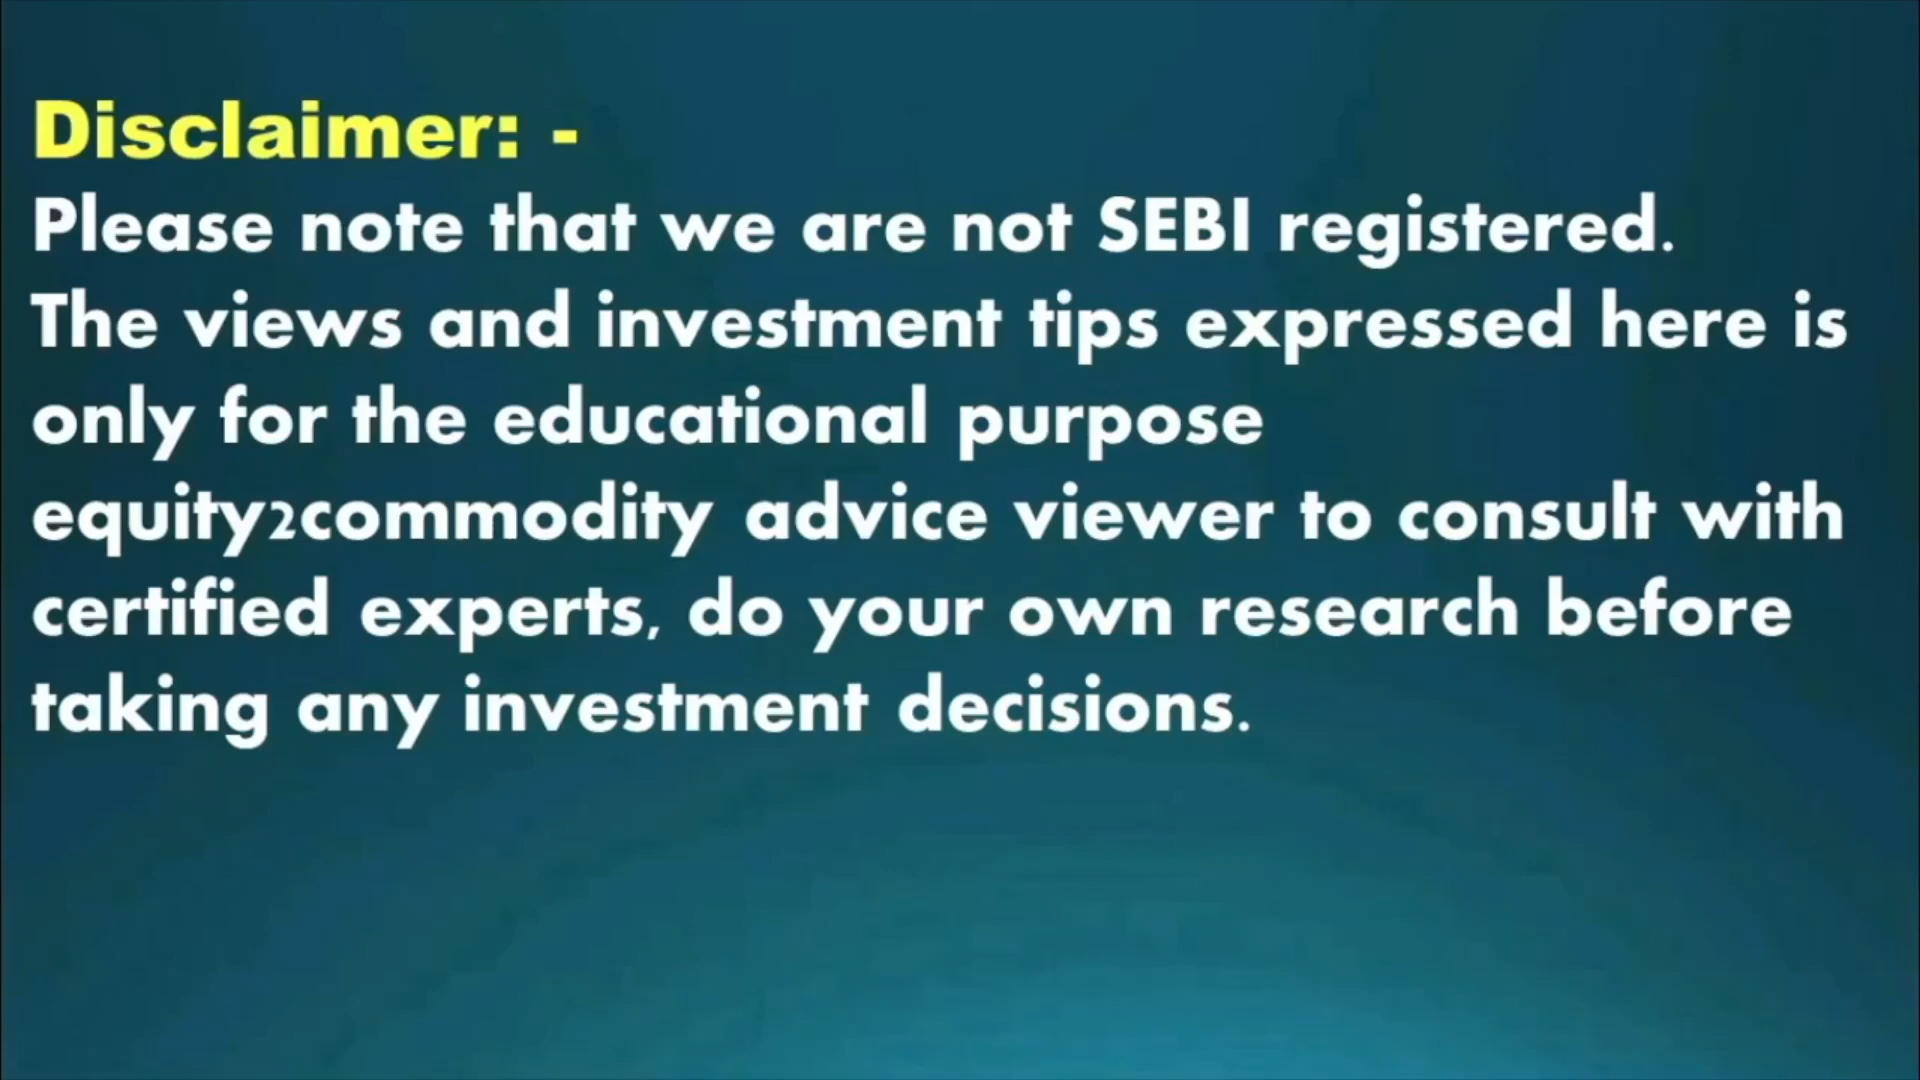 Disclaimer: -
Please note that we are not SEBI registered.
The views and investment tips expressed here is
only for the educational purpose
equity2commodity advice viewer to consult with
certified experts, do your own research before
taking any investment decisions.